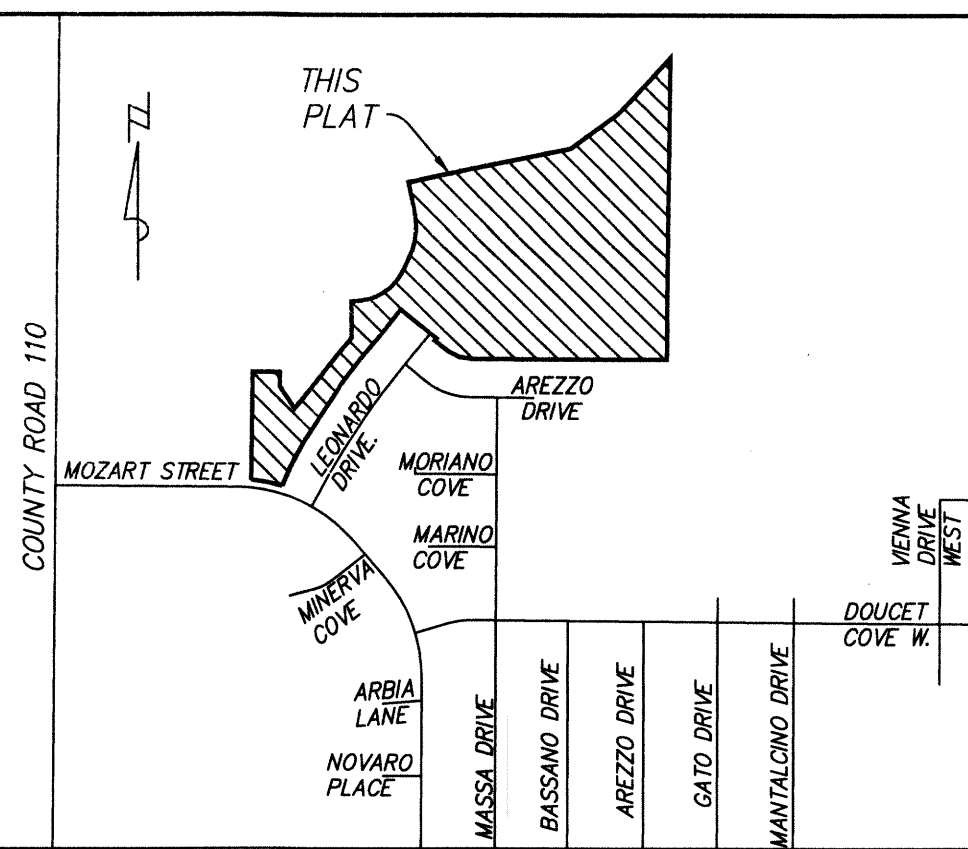 THIS
PLAT
N
COUNTY ROAD 110
MOZART STREET
LEONARDO
DRIVE.
AREZZO
DRIVE
MORIANO
COVE
MARINO
COVE
MINERVA
COVE
VIENNA
DRIVE
WEST
DOUCET
COVE W.
ARBIA
LANE
NOVARO
PLACE
MASSA DRIVE
BASSANO DRIVE
AREZZO DRIVE
GATO DRIVE
MANTALCINO DRIVE